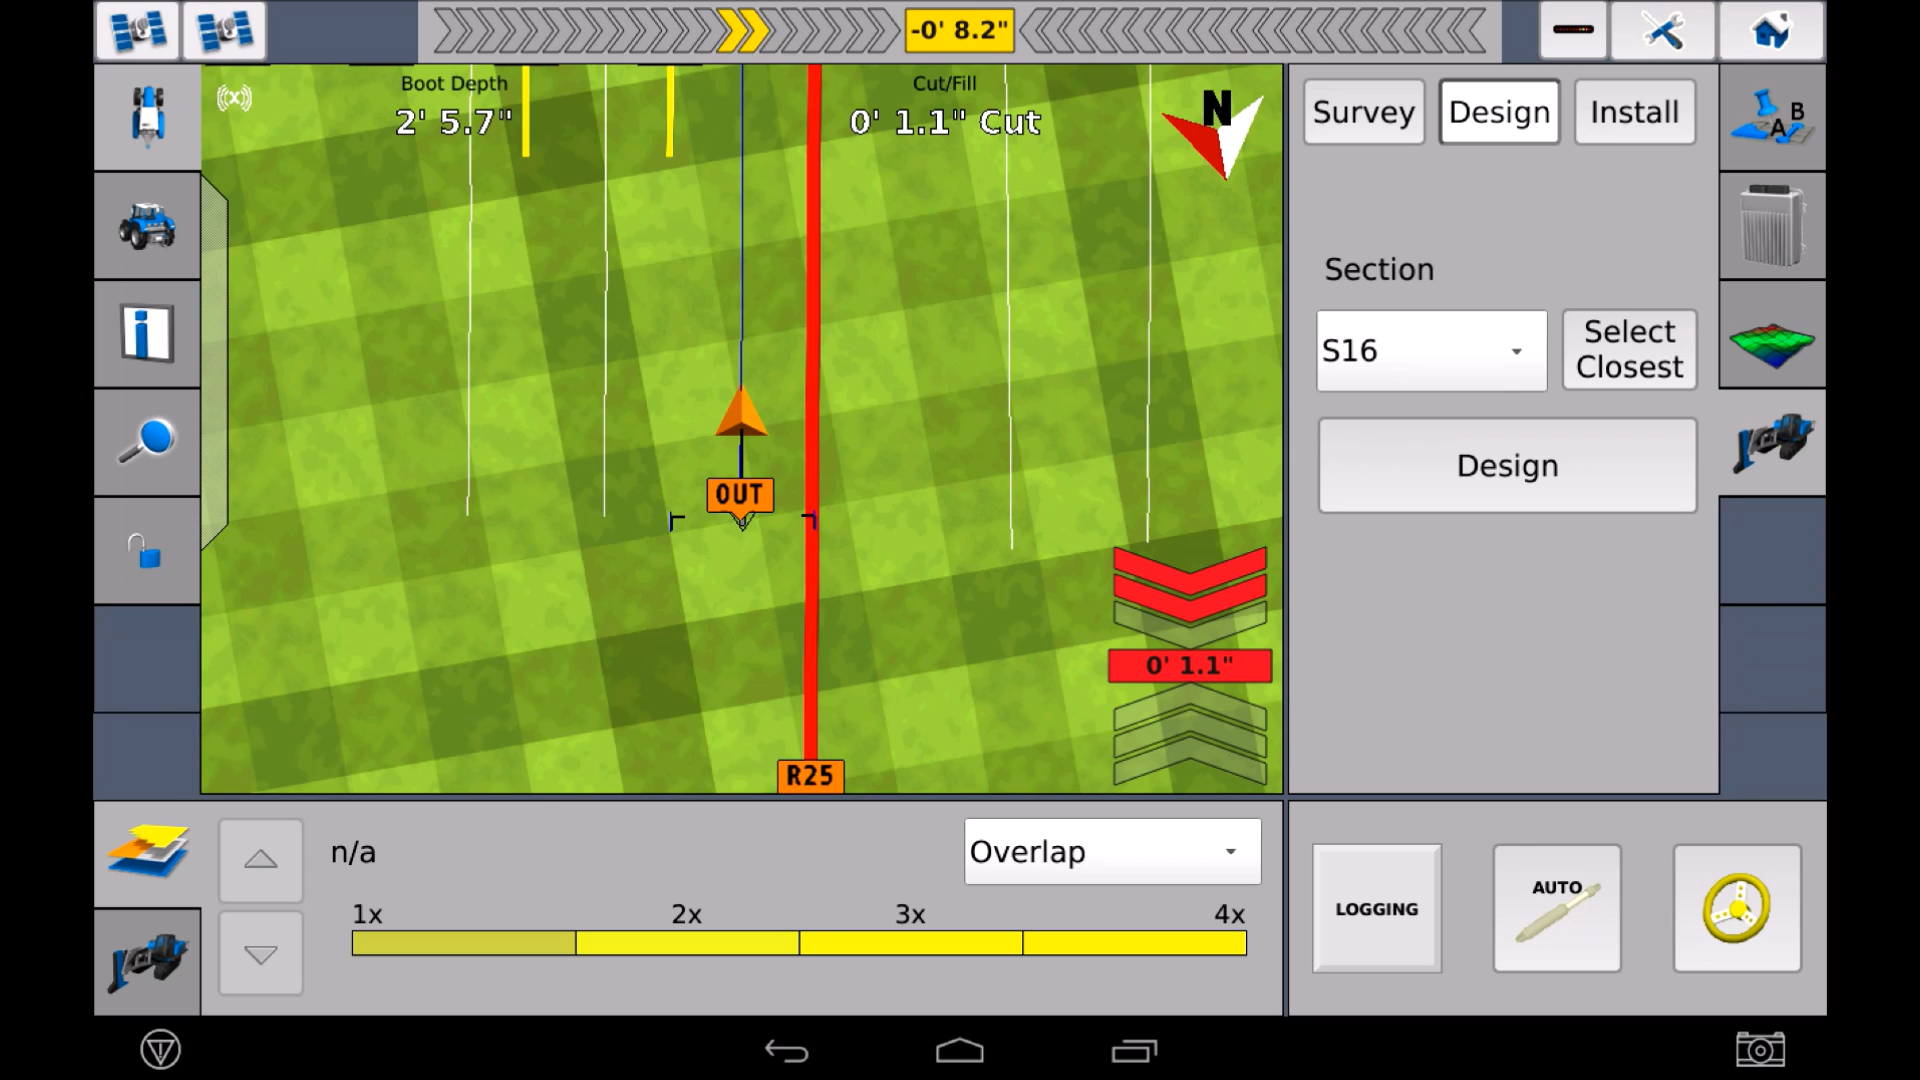 -0' 8.2"
Boot Depth
2' 5.7"
Cut/Fill
0' 1.1" Cut
N
Survey
Design
Install
A B
Section
S16
Select
Closest
Design
OUT
0' 1.1"
R25
n/a
Overlap
1x 2x 3x 4x
LOGGING
AUTO